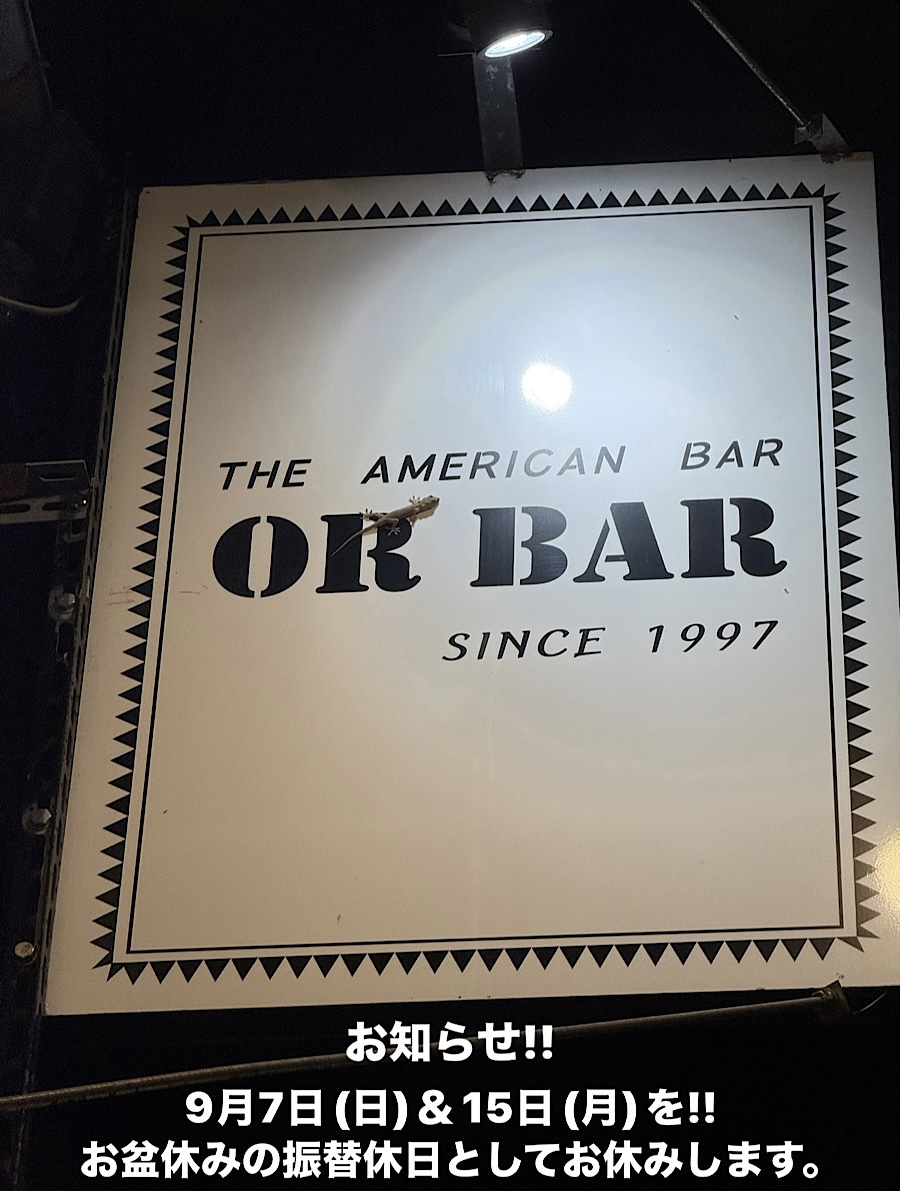 THE AMERICAN BAR
OR BAR
SINCE 1997
お知らせ!!
9月7日(日)&15日(月)を!!
お盆休みの振替休日としてお休みします。